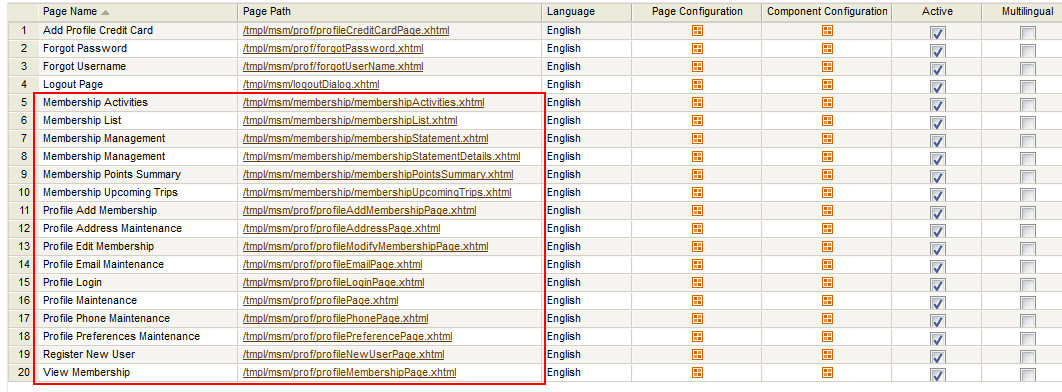 Page Name Page Path Language Page Configuration Component Configuration Active Multilingual
1 Add Profile Credit Card /tmpl/msm/prof/profileCreditCardPage.xhtml English
2 Forgot Password /tmpl/msm/prof/forgotPassword.xhtml English
3 Forgot Username /tmpl/msm/prof/forgotUserName.xhtml English
4 Logout Page /tmpl/msm/logoutDialog.xhtml English
5 Membership Activities /tmpl/msm/membership/membershipActivities.xhtml English
6 Membership List /tmpl/msm/membership/membershipList.xhtml English
7 Membership Management /tmpl/msm/membership/membershipStatement.xhtml English
8 Membership Management /tmpl/msm/membership/membershipStatementDetails.xhtml English
9 Membership Points Summary /tmpl/msm/membership/membershipPointsSummary.xhtml English
10 Membership Upcoming Trips /tmpl/msm/membership/membershipUpcomingTrips.xhtml English
11 Profile Add Membership /tmpl/msm/prof/profileAddMembershipPage.xhtml English
12 Profile Address Maintenance /tmpl/msm/prof/profileAddressPage.xhtml English
13 Profile Edit Membership /tmpl/msm/prof/profileModifyMembershipPage.xhtml English
14 Profile Email Maintenance /tmpl/msm/prof/profileEmailPage.xhtml English
15 Profile Login /tmpl/msm/prof/profileLoginPage.xhtml English
16 Profile Maintenance /tmpl/msm/prof/profilePage.xhtml English
17 Profile Phone Maintenance /tmpl/msm/prof/profilePhonePage.xhtml English
18 Profile Preferences Maintenance /tmpl/msm/prof/profilePreferencePage.xhtml English
19 Register New User /tmpl/msm/prof/profileNewUserPage.xhtml English
20 View Membership /tmpl/msm/prof/profileMembershipPage.xhtml English